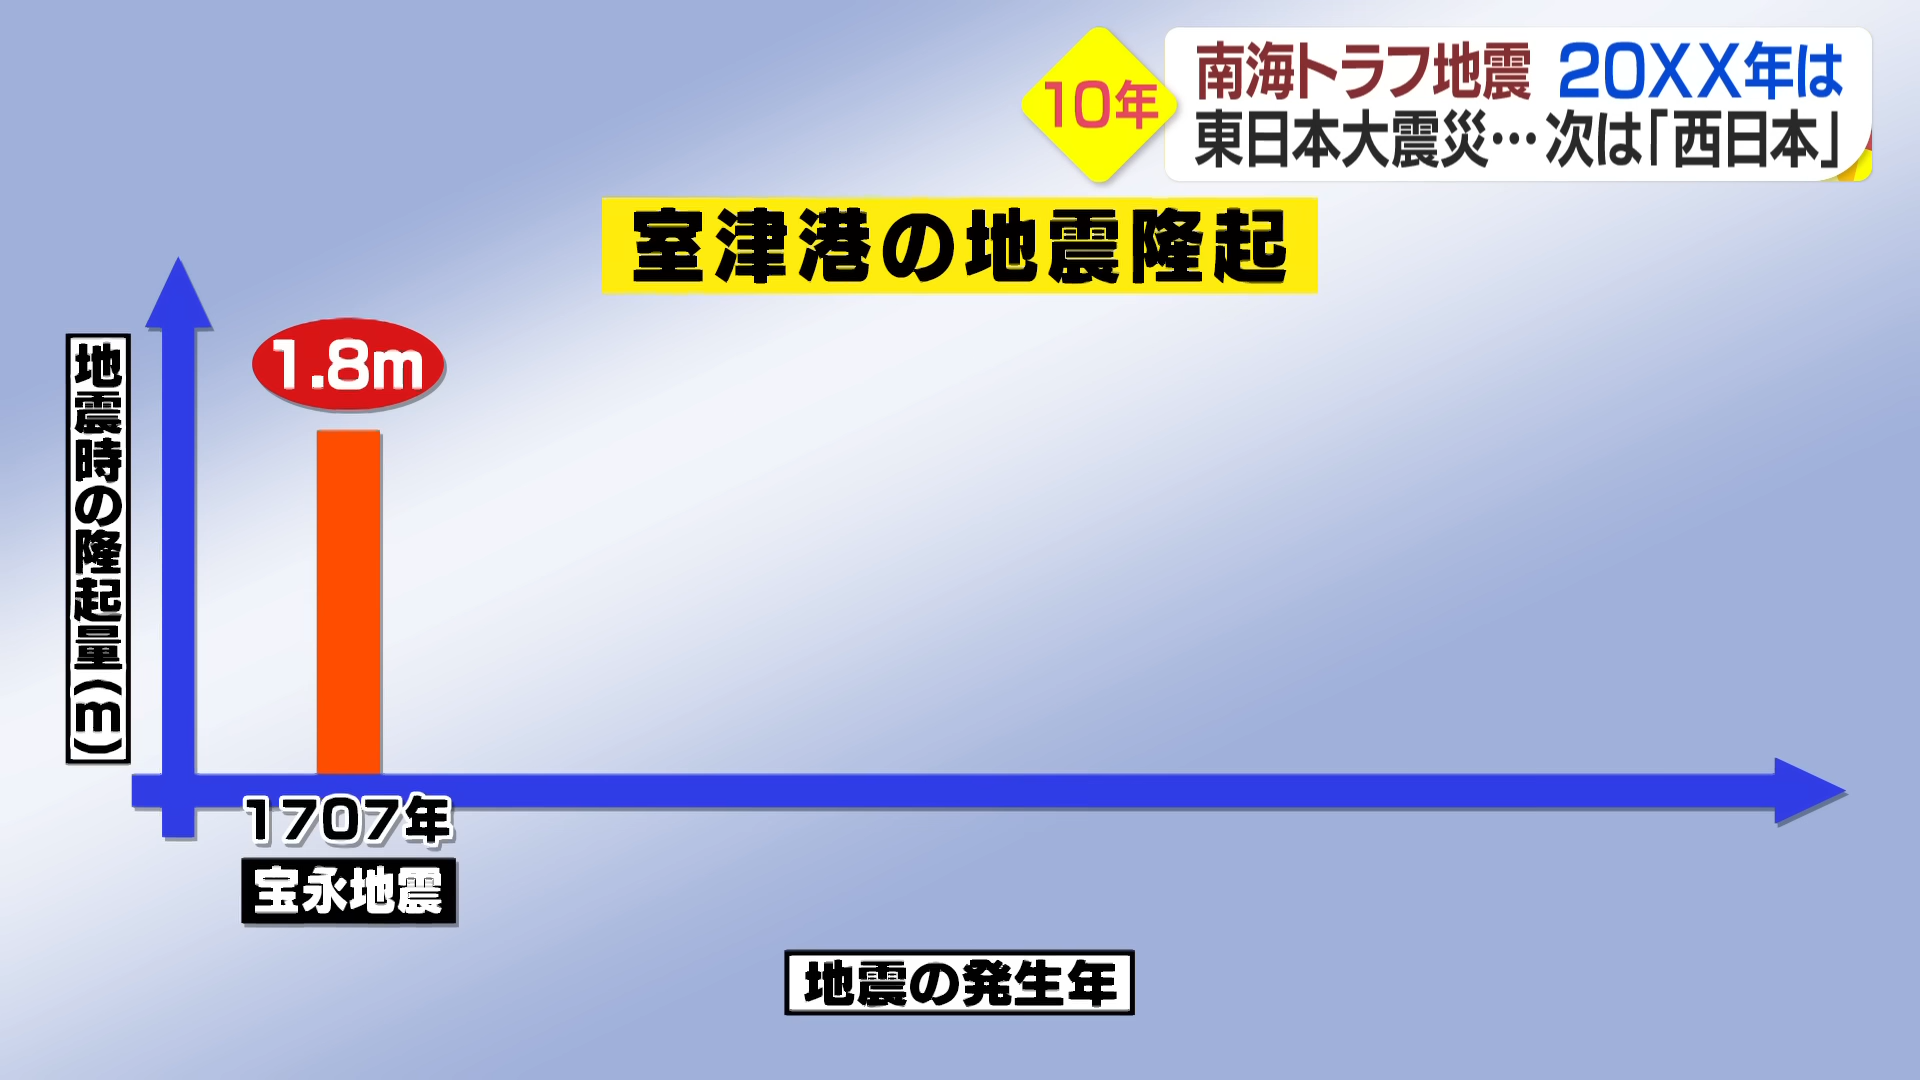 10年
南海トラフ地震 20XX年は
東日本大震災…次は「西日本」
室津港の地震隆起
地震時の隆起量(m)
1.8m
1707年
宝永地震
地震の発生年